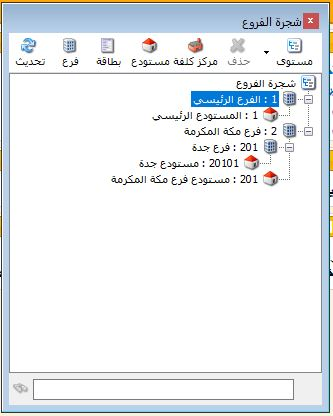 شجرة الفروع
مستوى حذف مركز كلفة مستودع بطاقة فرع تحديث
شجرة الفروع
1 : الفرع الرئيسي
1 : المستودع الرئيسي
2 : فرع مكة المكرمة
201 : فرع جدة
20101 : مستودع جدة
201 : مستودع فرع مكة المكرمة